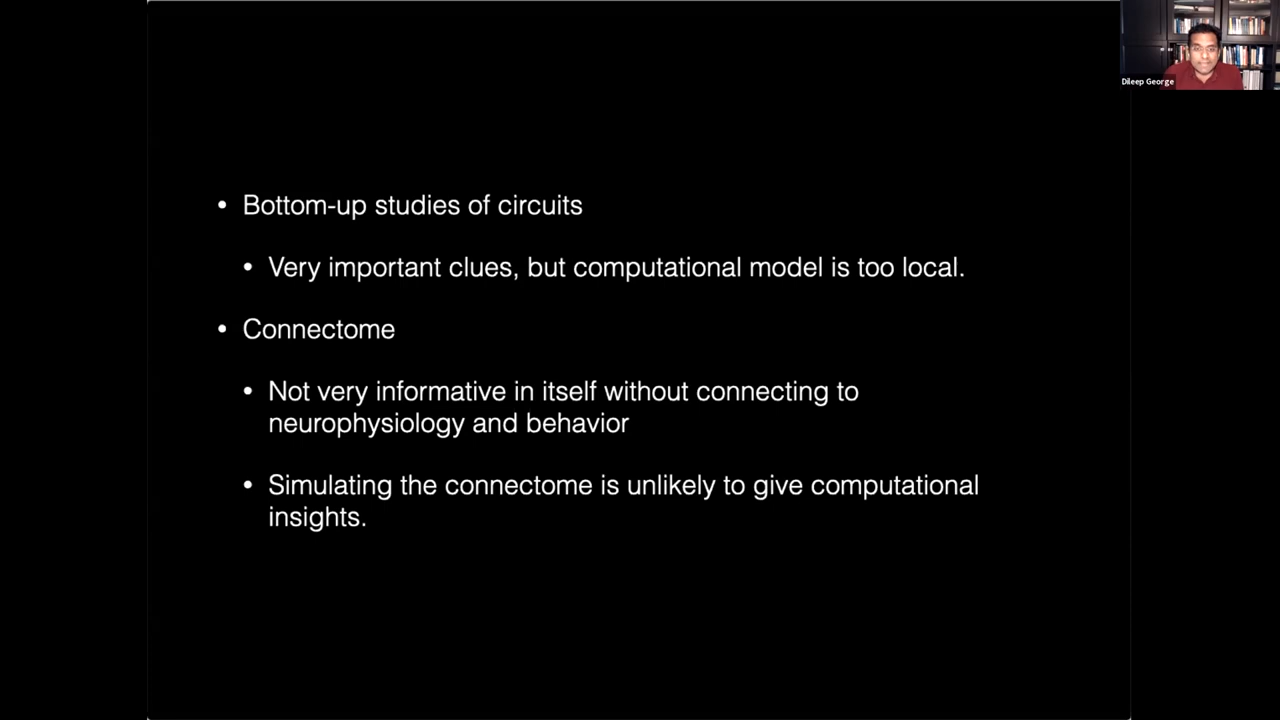 Dileep George
• Bottom-up studies of circuits
• Very important clues, but computational model is too local.
• Connectome
• Not very informative in itself without connecting to
neurophysiology and behavior
• Simulating the connectome is unlikely to give computational
insights.